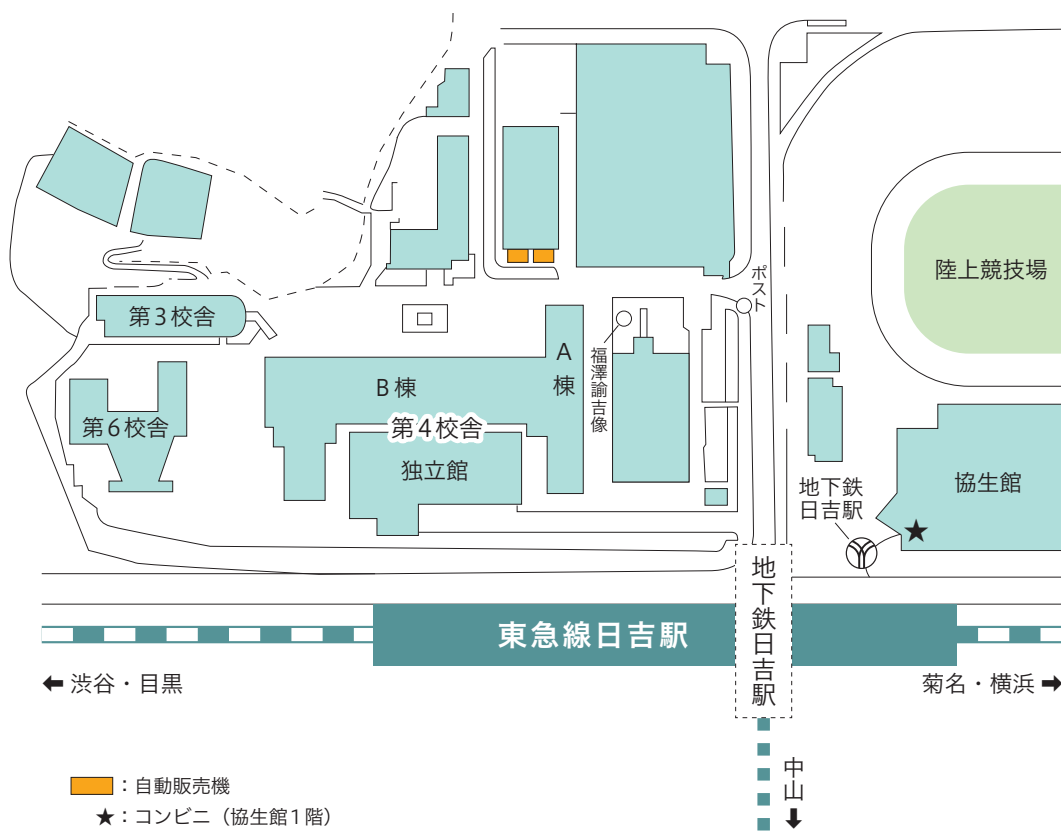 ポスト
陸上競技場
第3校舎
A棟
福澤諭吉像
B棟
第6校舎
第4校舎
独立館
地下鉄
日吉駅
協生館
★
地下鉄日吉駅
東急線日吉駅
← 渋谷・目黒
菊名・横浜 →
中山 ↓
：自動販売機
★：コンビニ（協生館1階）